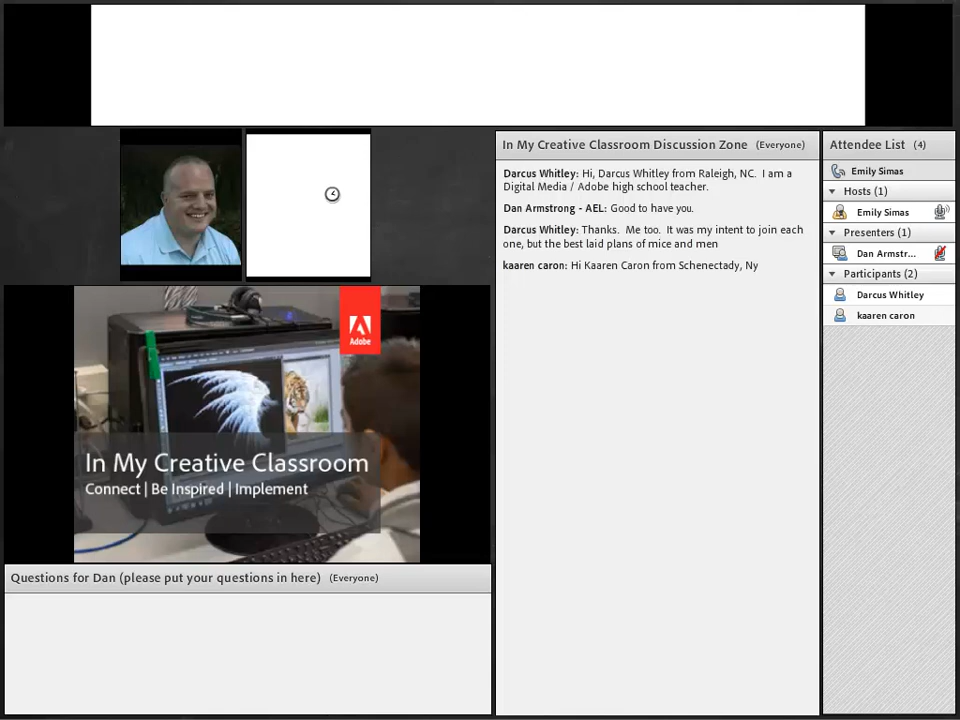 In My Creative Classroom Discussion Zone (Everyone)
Darcus Whitley: Hi, Darcus Whitley from Raleigh, NC. I am a
Digital Media / Adobe high school teacher.
Dan Armstrong - AEL: Good to have you.
Darcus Whitley: Thanks. Me too. It was my intent to join each
one, but the best laid plans of mice and men
kaaren caron: Hi Kaaren Caron from Schenectady, Ny
Attendee List (4)
Emily Simas
Hosts (1)
Emily Simas
Presenters (1)
Dan Armstr...
Participants (2)
Darcus Whitley
kaaren caron
Adobe
In My Creative Classroom
Connect | Be Inspired | Implement
Questions for Dan (please put your questions in here) (Everyone)